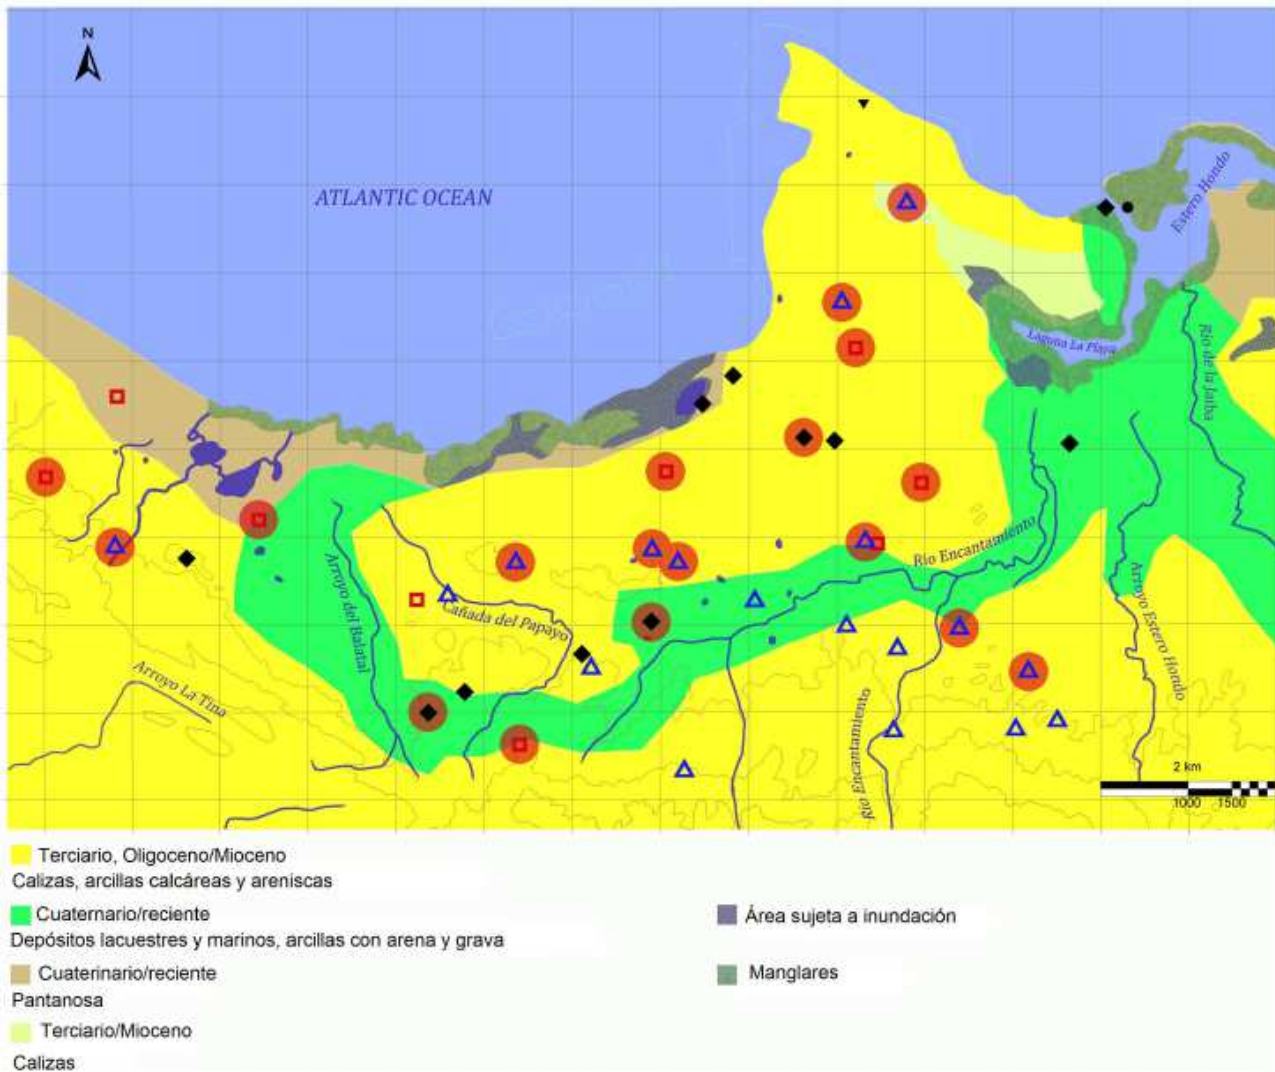 N
ATLANTIC OCEAN
Estero Hondo
Laguna La Playa
Río de la Jaiba
Río Encantamiento
Arroyo del Balatal
Cañada del Papayo
Arroyo Estero Hondo
Arroyo La Tina
Río Encantamiento
2 km
1000 1500
Terciario, Oligoceno/Mioceno
Calizas, arcillas calcáreas y areniscas
Cuaternario/reciente
Depósitos lacuestres y marinos, arcillas con arena y grava
Área sujeta a inundación
Cuaterinario/reciente
Manglares
Pantanosa
Terciario/Mioceno
Calizas